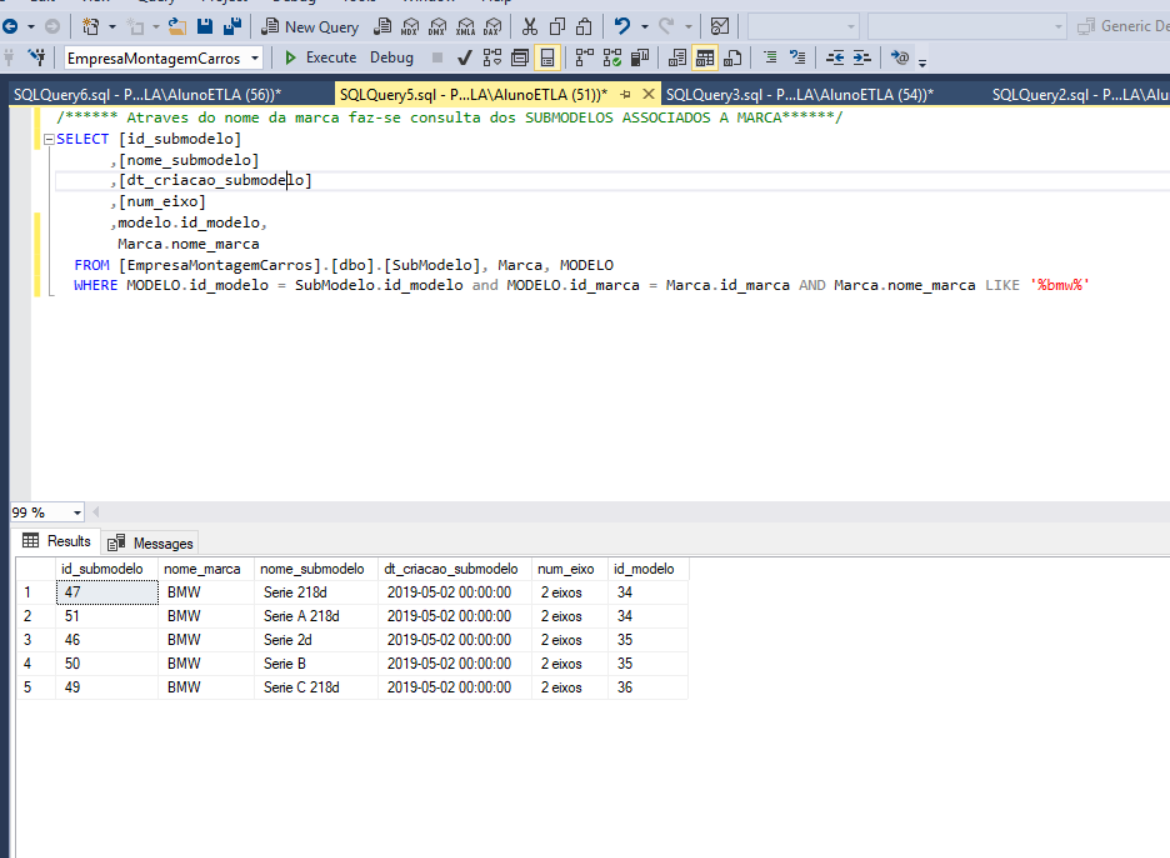 New Query
MDX
DMX
XMLA
DAX
Generic De
EmpresaMontagemCarros
Execute Debug
SQLQuery6.sql - P...LA\AlunoETLA (56))*
SQLQuery5.sql - P...LA\AlunoETLA (51))*
SQLQuery3.sql - P...LA\AlunoETLA (54))*
SQLQuery2.sql - P...LA\Alu
/****** Atraves do nome da marca faz-se consulta dos SUBMODELOS ASSOCIADOS A MARCA******/
SELECT [id_submodelo]
,[nome_submodelo]
,[dt_criacao_submodelo]
,[num_eixo]
,modelo.id_modelo,
Marca.nome_marca
FROM [EmpresaMontagemCarros].[dbo].[SubModelo], Marca, MODELO
WHERE MODELO.id_modelo = SubModelo.id_modelo and MODELO.id_marca = Marca.id_marca AND Marca.nome_marca LIKE '%bmw%'
99 %
Results Messages
id_submodelo nome_marca nome_submodelo dt_criacao_submodelo num_eixo id_modelo
1 47 BMW Serie 218d 2019-05-02 00:00:00 2 eixos 34
2 51 BMW Serie A 218d 2019-05-02 00:00:00 2 eixos 34
3 46 BMW Serie 2d 2019-05-02 00:00:00 2 eixos 35
4 50 BMW Serie B 2019-05-02 00:00:00 2 eixos 35
5 49 BMW Serie C 218d 2019-05-02 00:00:00 2 eixos 36